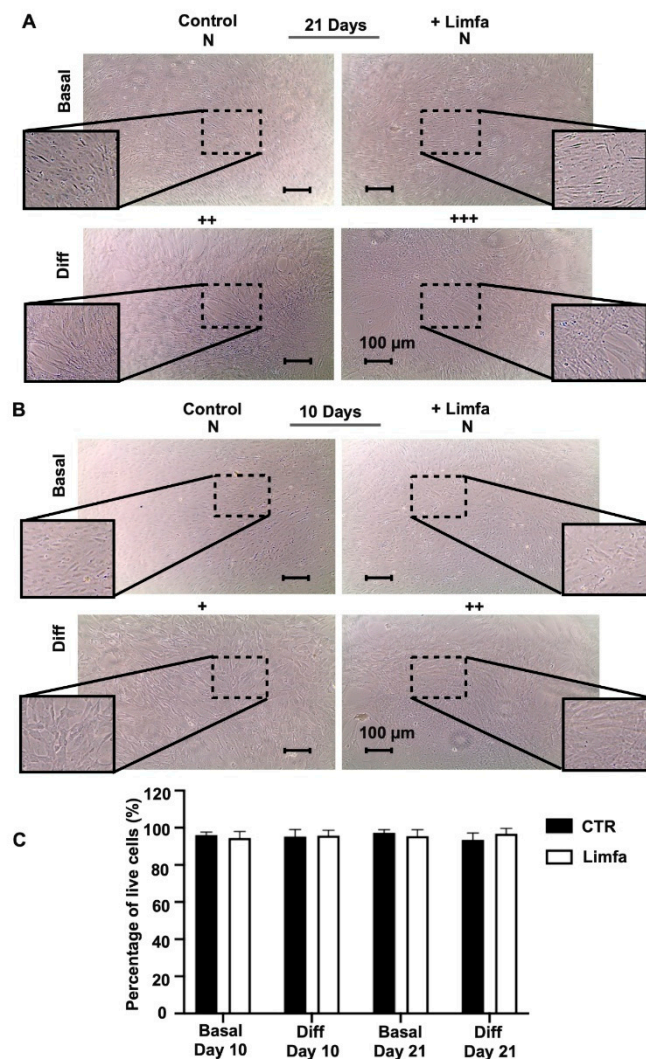 A
Control
21 Days
+ Limfa
N
N
Basal
++
+++
Diff
100 µm
B
Control
10 Days
+ Limfa
N
N
Basal
+
++
Diff
100 µm
C
Percentage of live cells (%)
120
100
80
60
40
20
0
CTR
Limfa
Basal Diff Basal Diff
Day 10 Day 10 Day 21 Day 21